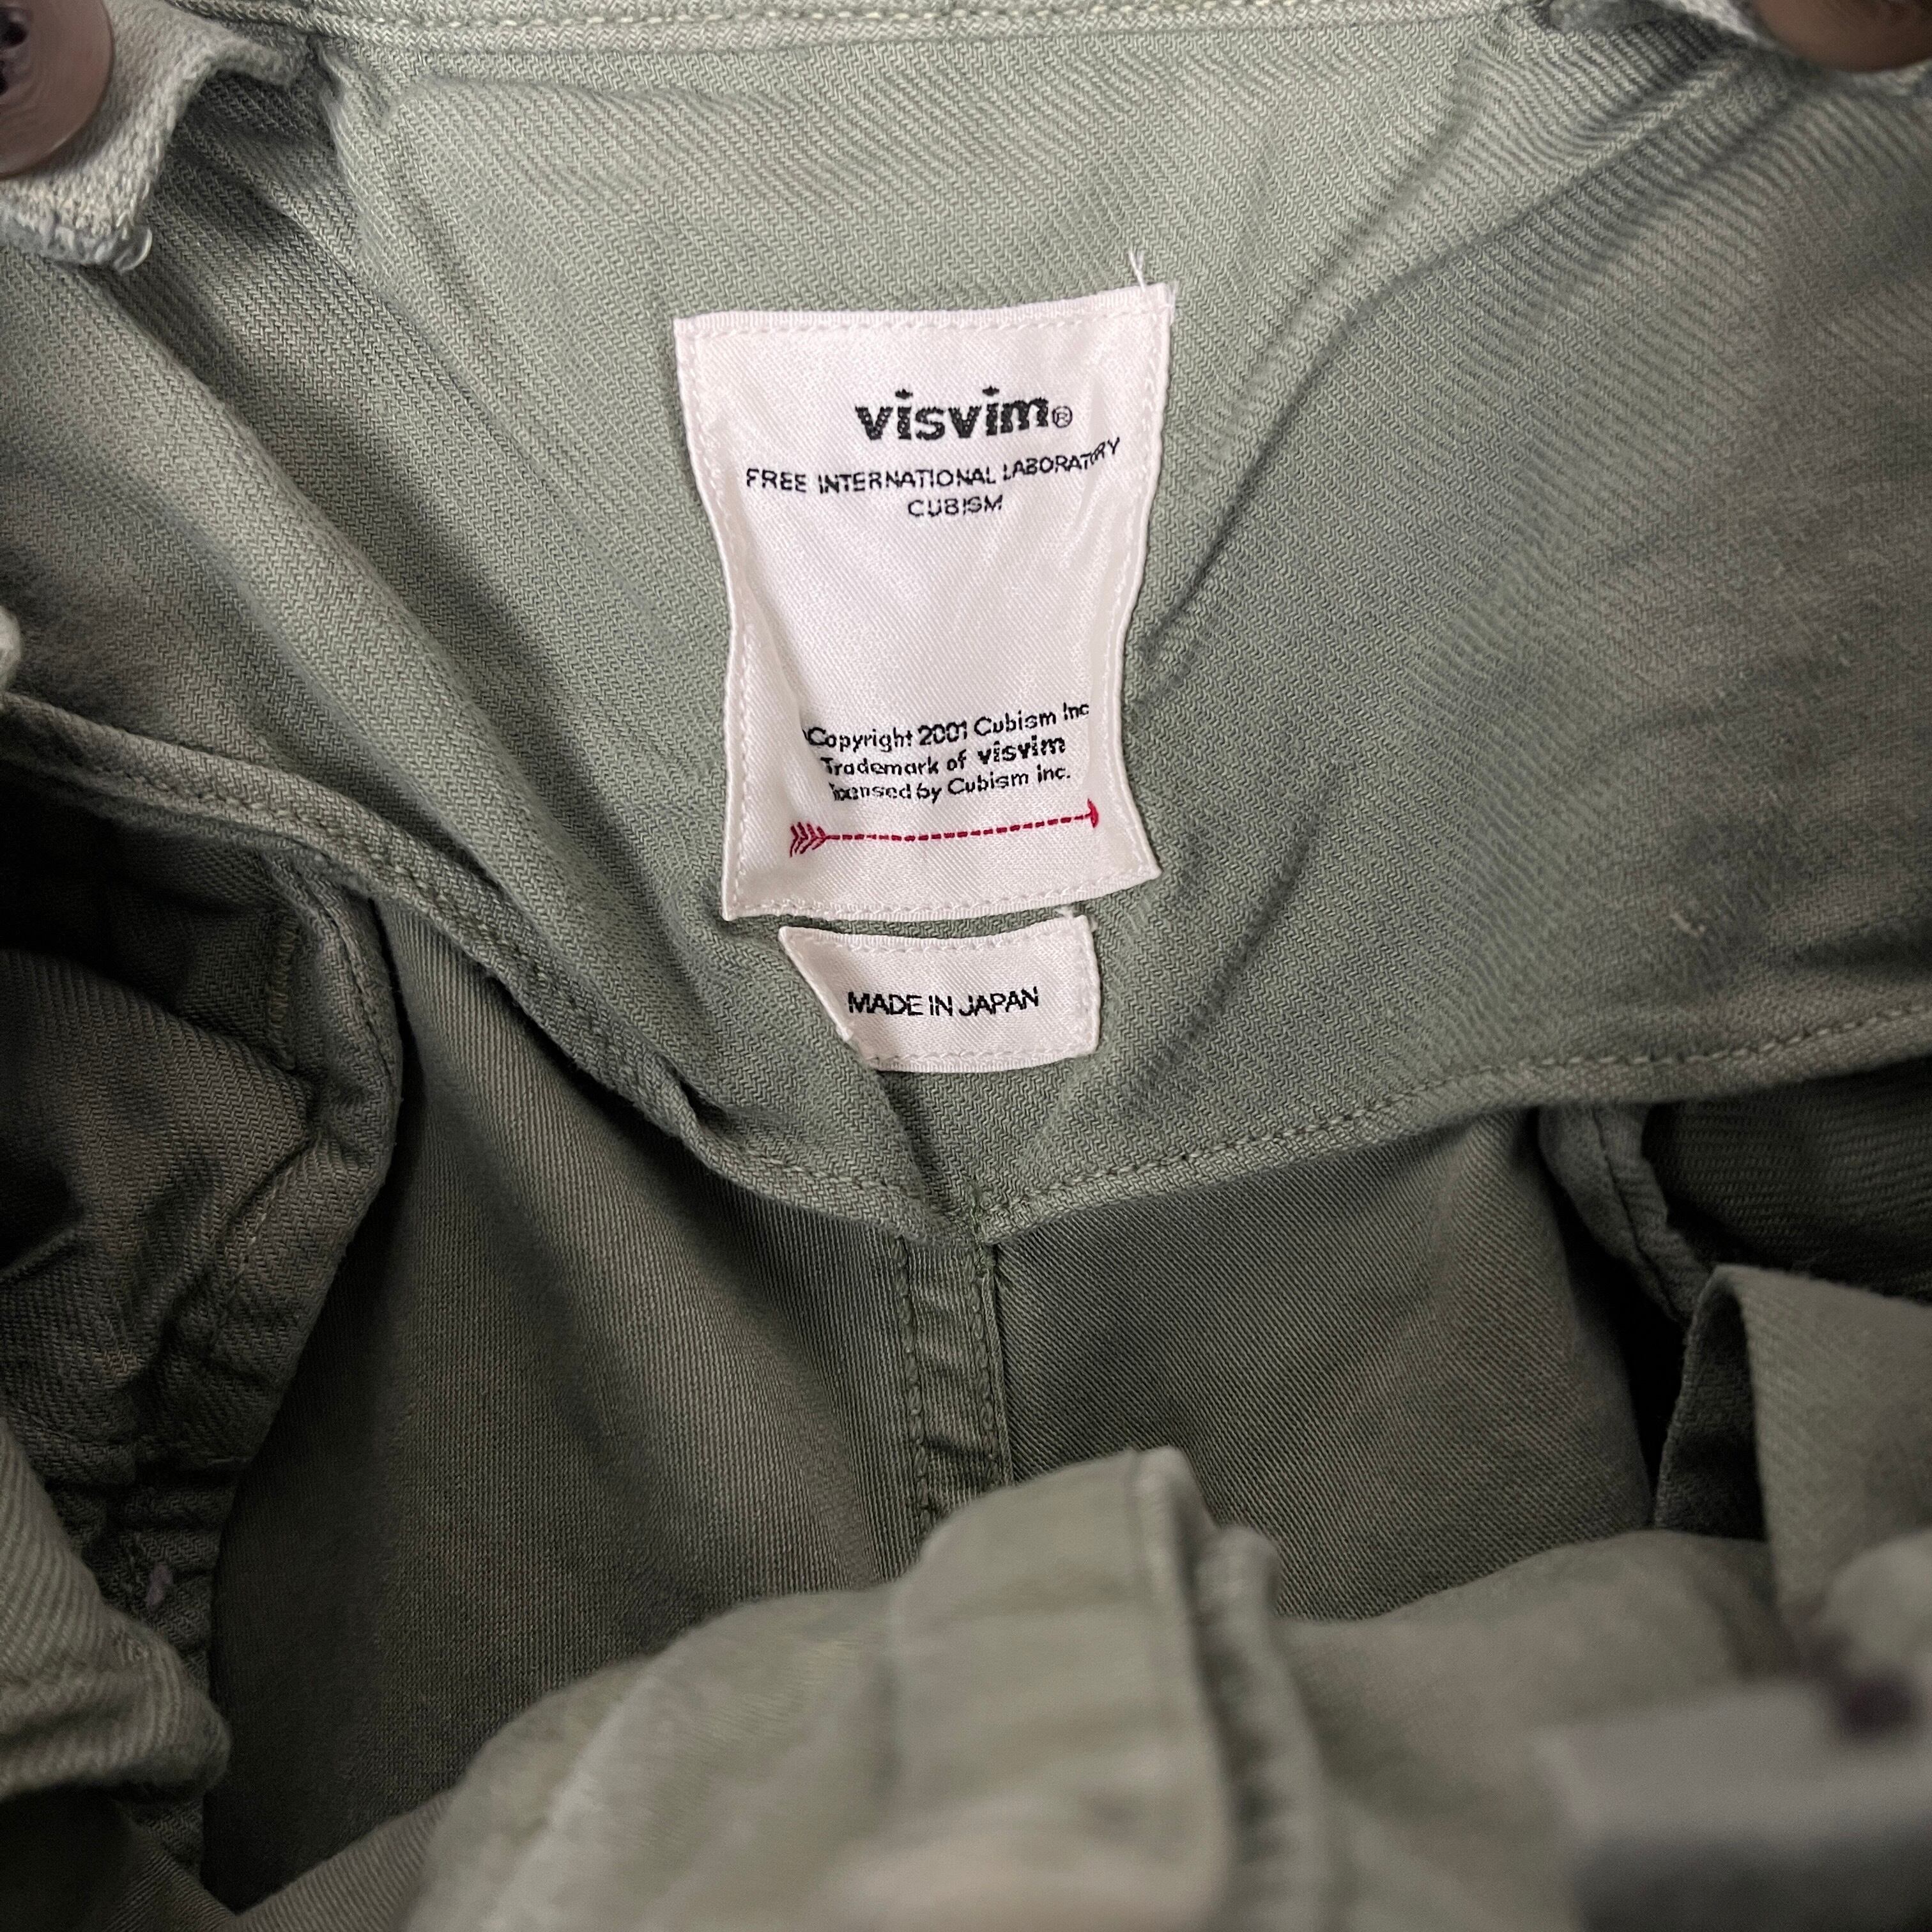 visvim®
FREE INTERNATIONAL LABORATORY
CUBISM
Copyright 2001 Cubism Inc
Trademark of visvim
licensed by Cubism inc.
MADE IN JAPAN